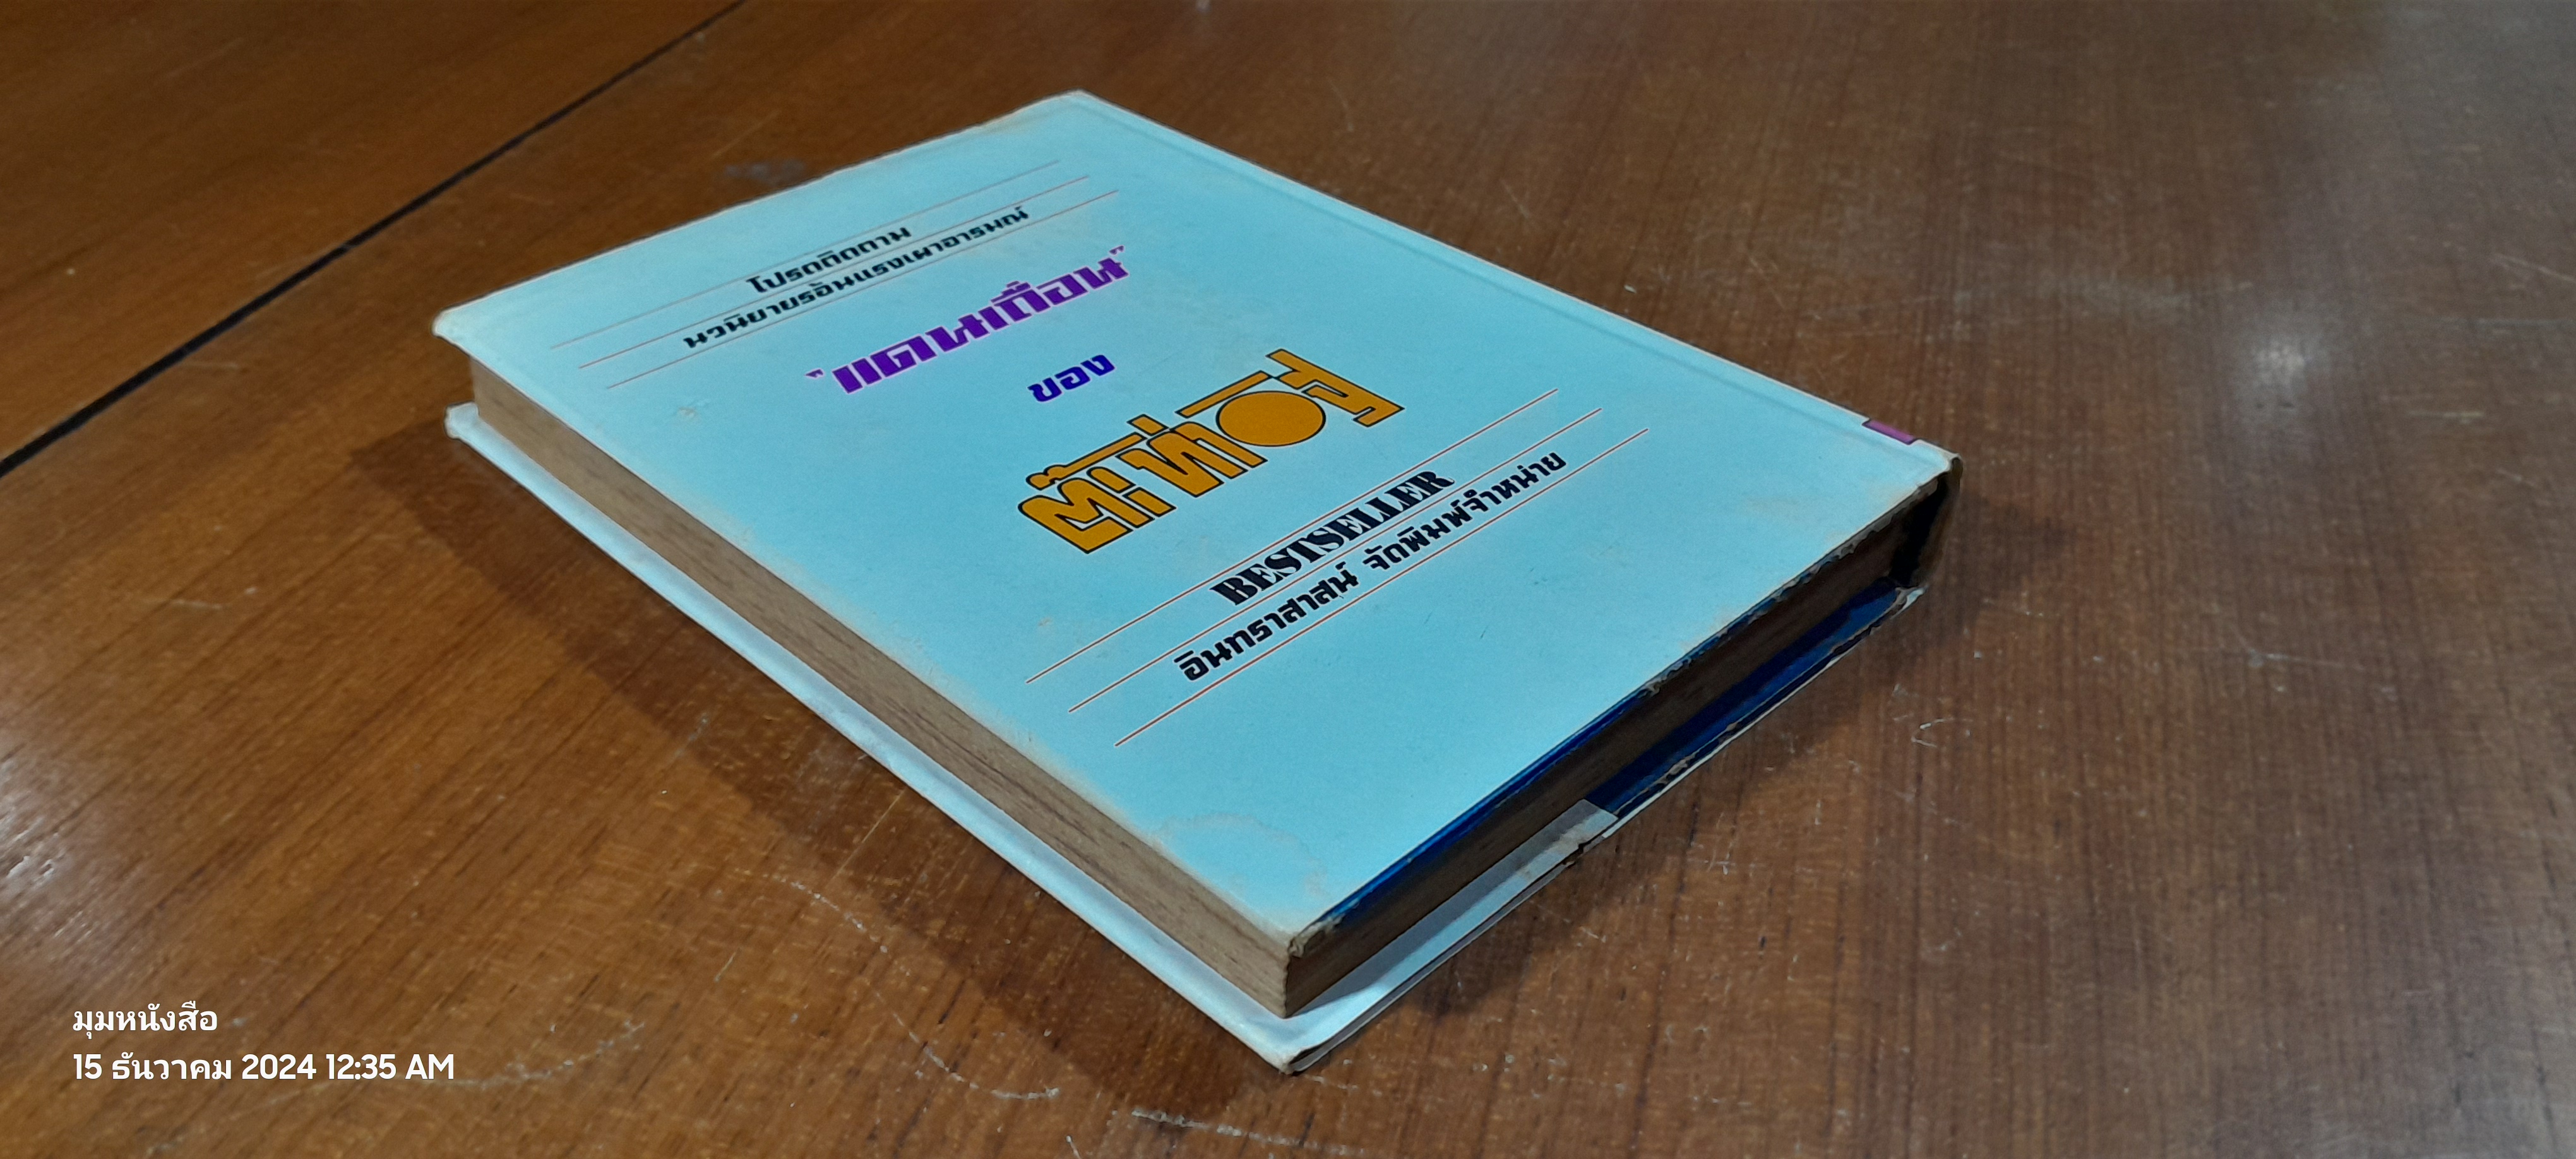 โปรดติดตาม
นวนิยายร้อนแรงเผาอารมณ์
"แดนเถื่อน"
ของ
ตั๊ะ ท่าอิฐ
BESTSELLER
อินทราสาสน์ จัดพิมพ์จำหน่าย
มุมหนังสือ
15 ธันวาคม 2024 12:35 AM